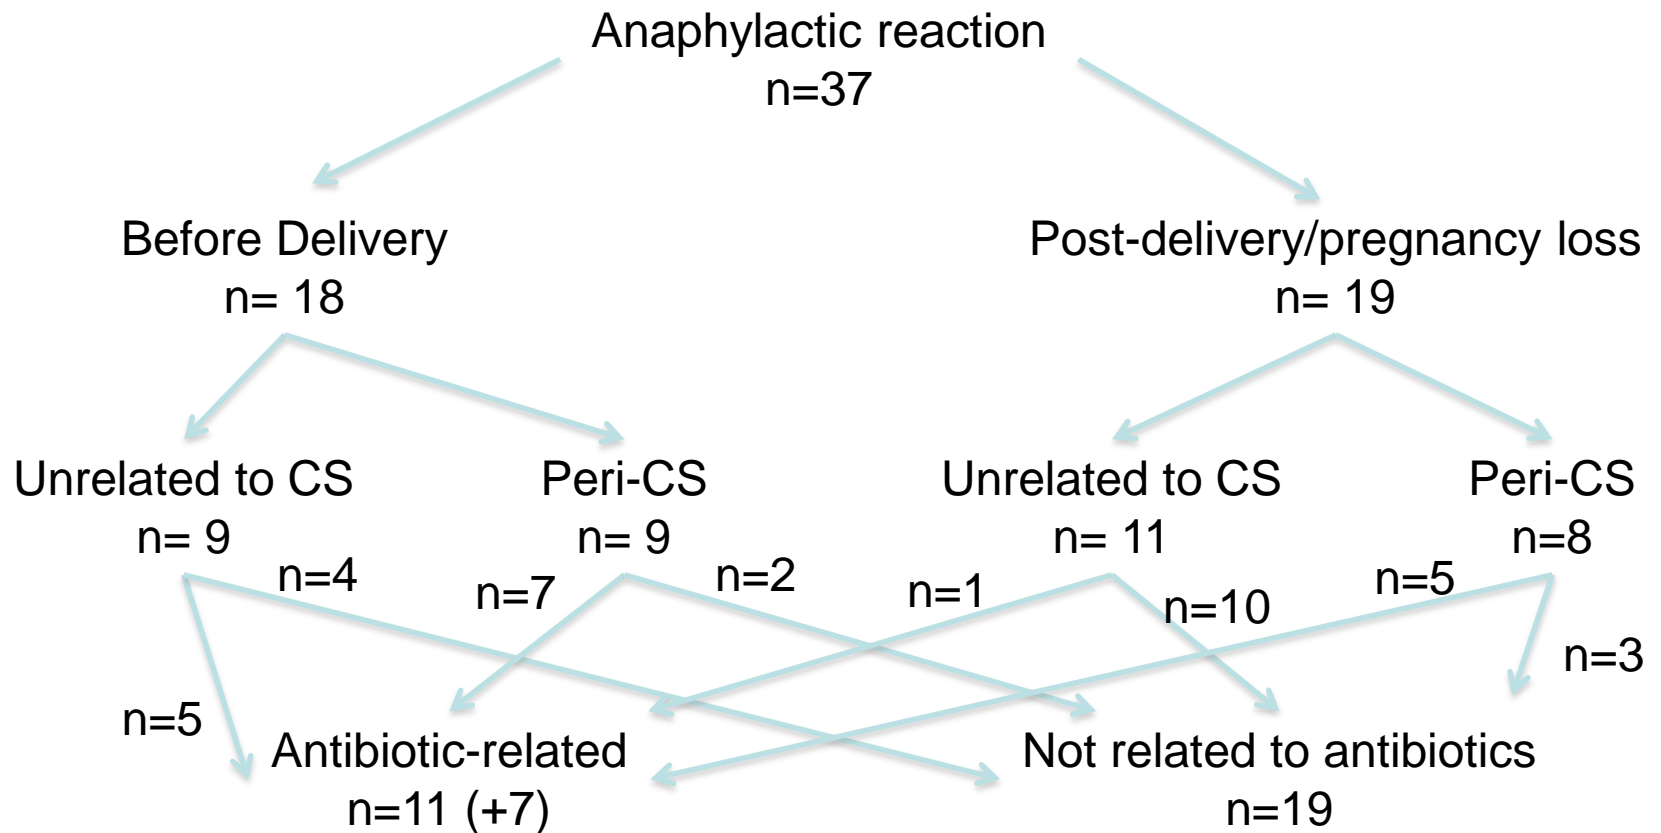 Anaphylactic reaction
n=37
Before Delivery
n= 18
Post-delivery/pregnancy loss
n= 19
Unrelated to CS
n= 9
Peri-CS
n= 9
Unrelated to CS
n= 11
Peri-CS
n=8
n=4
n=7
n=2
n=1
n=10
n=5
n=3
n=5
Antibiotic-related
n=11 (+7)
Not related to antibiotics
n=19